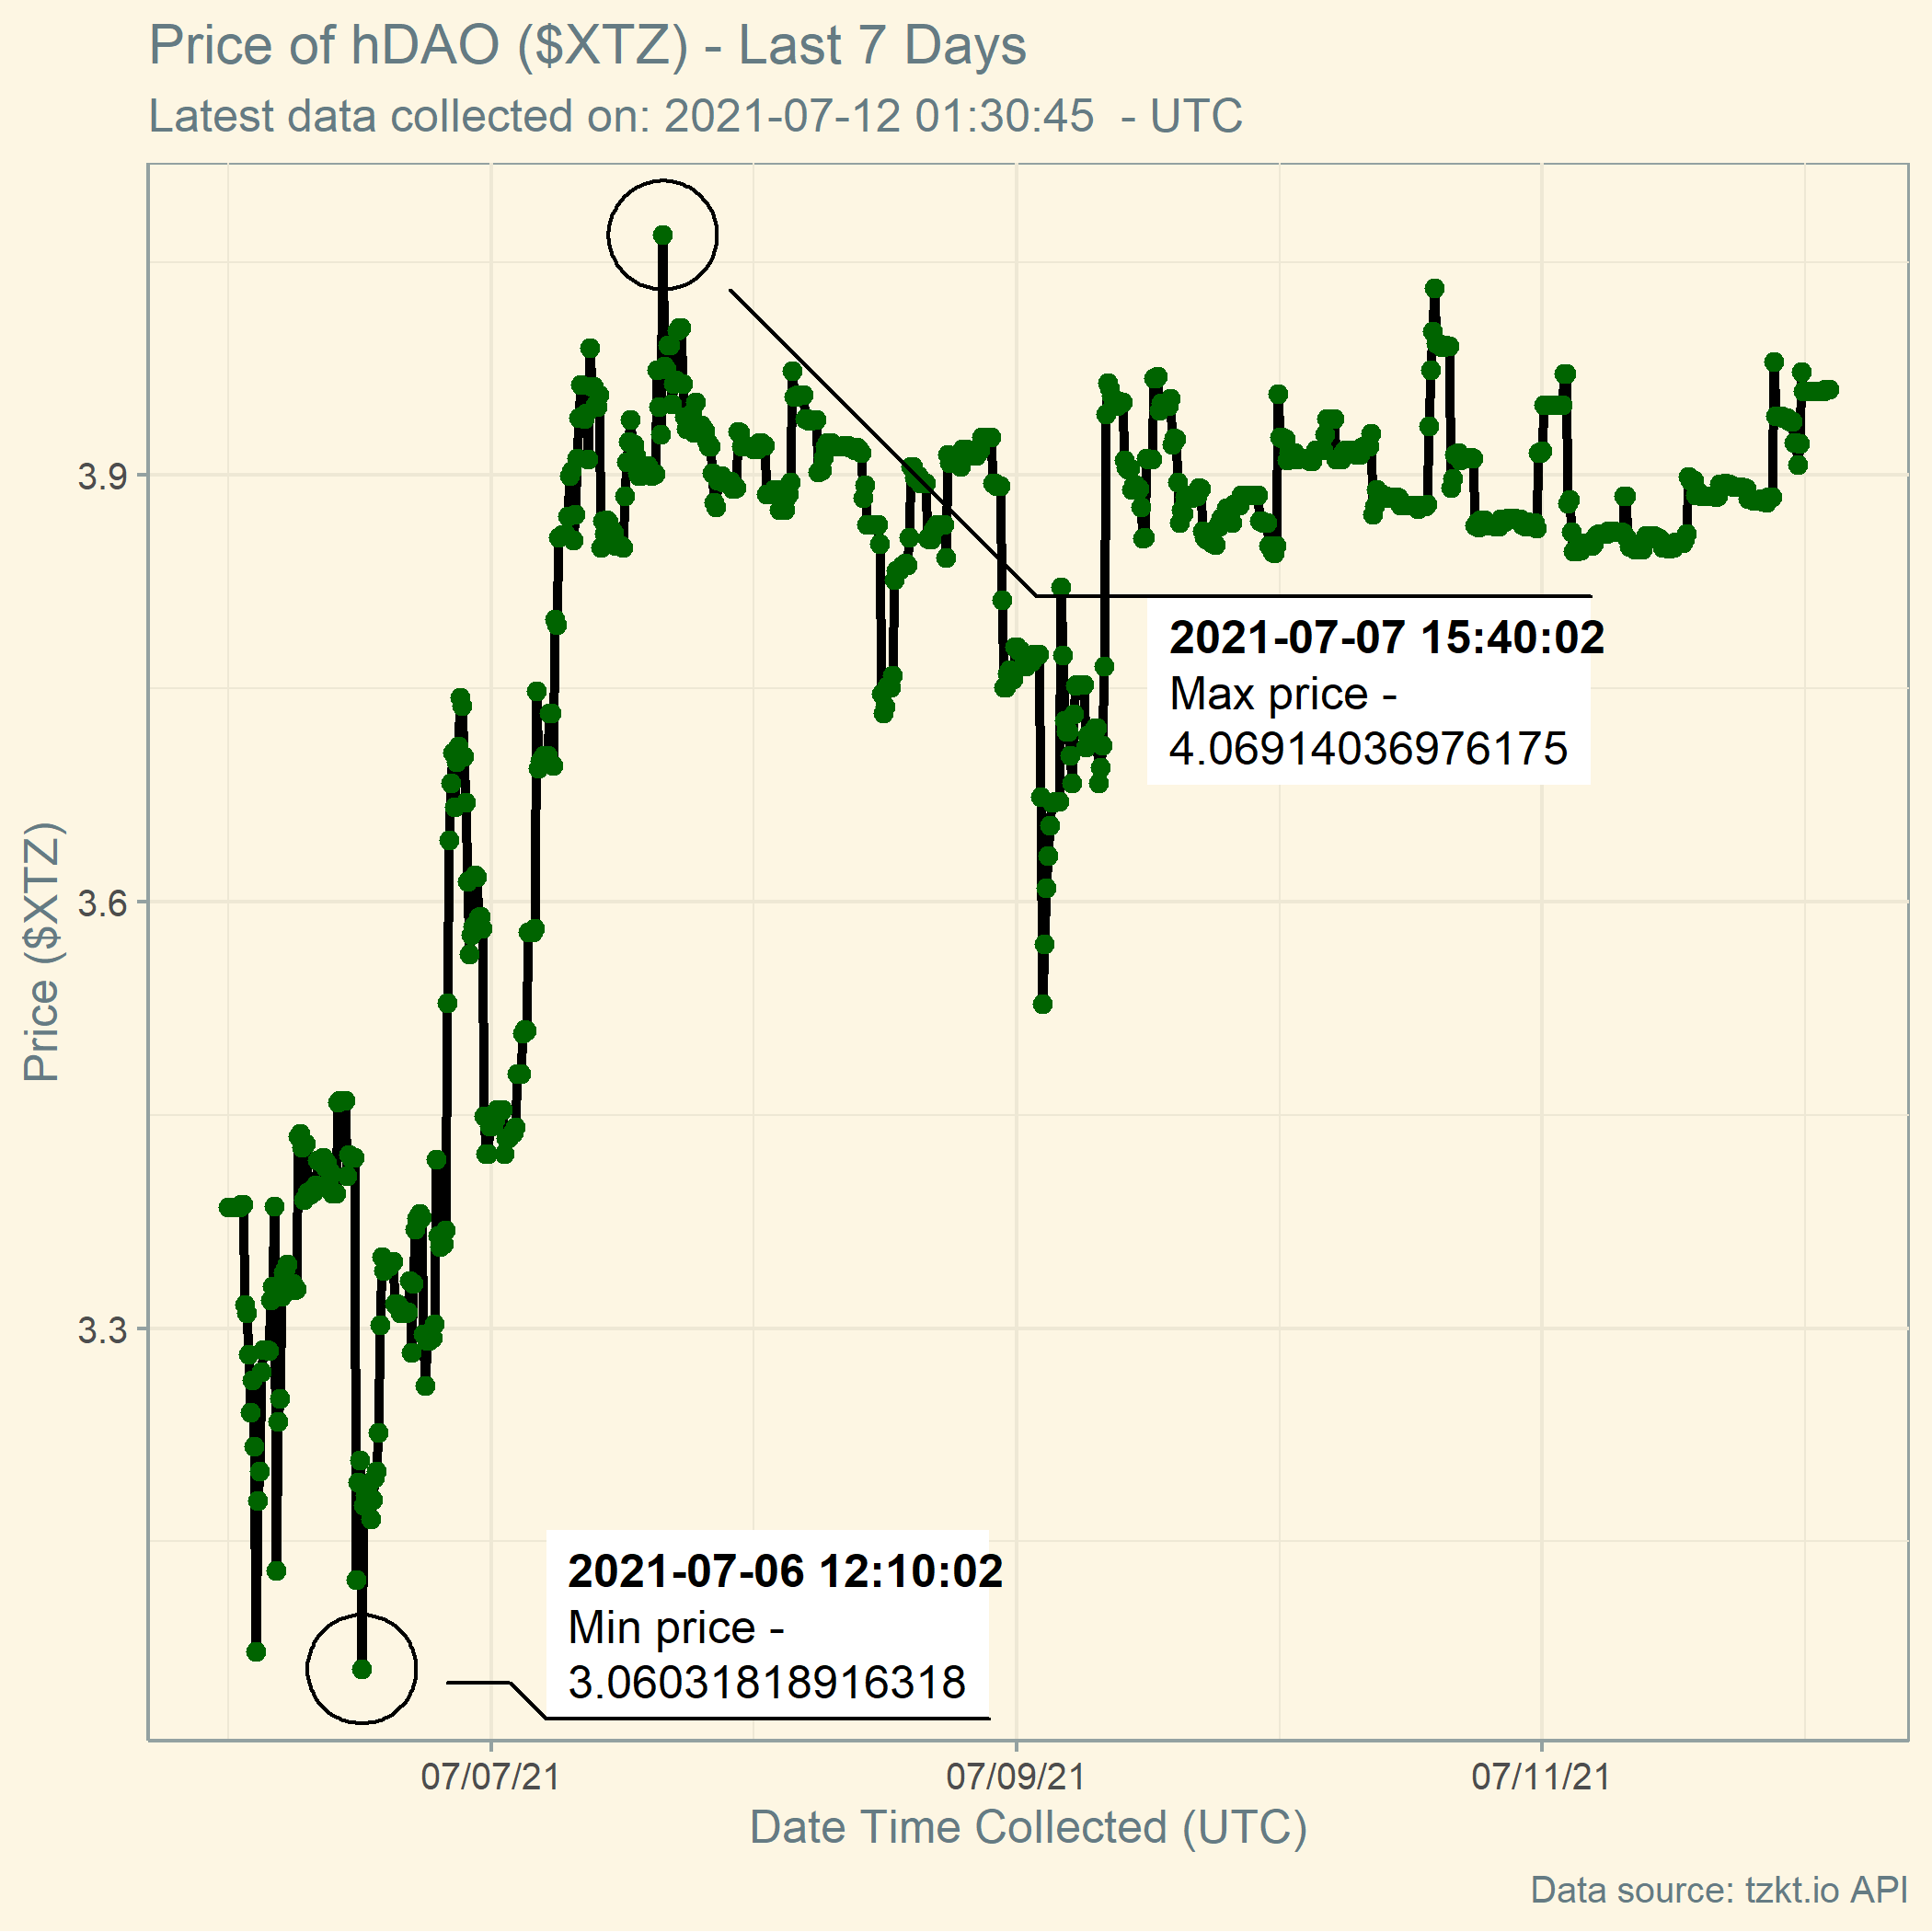 Price of hDAO ($XTZ) - Last 7 Days
Latest data collected on: 2021-07-12 01:30:45  - UTC
Price ($XTZ)
3.9
3.6
3.3
2021-07-07 15:40:02
Max price -
4.06914036976175
2021-07-06 12:10:02
Min price -
3.06031818916318
07/07/21
07/09/21
07/11/21
Date Time Collected (UTC)
Data source: tzkt.io API